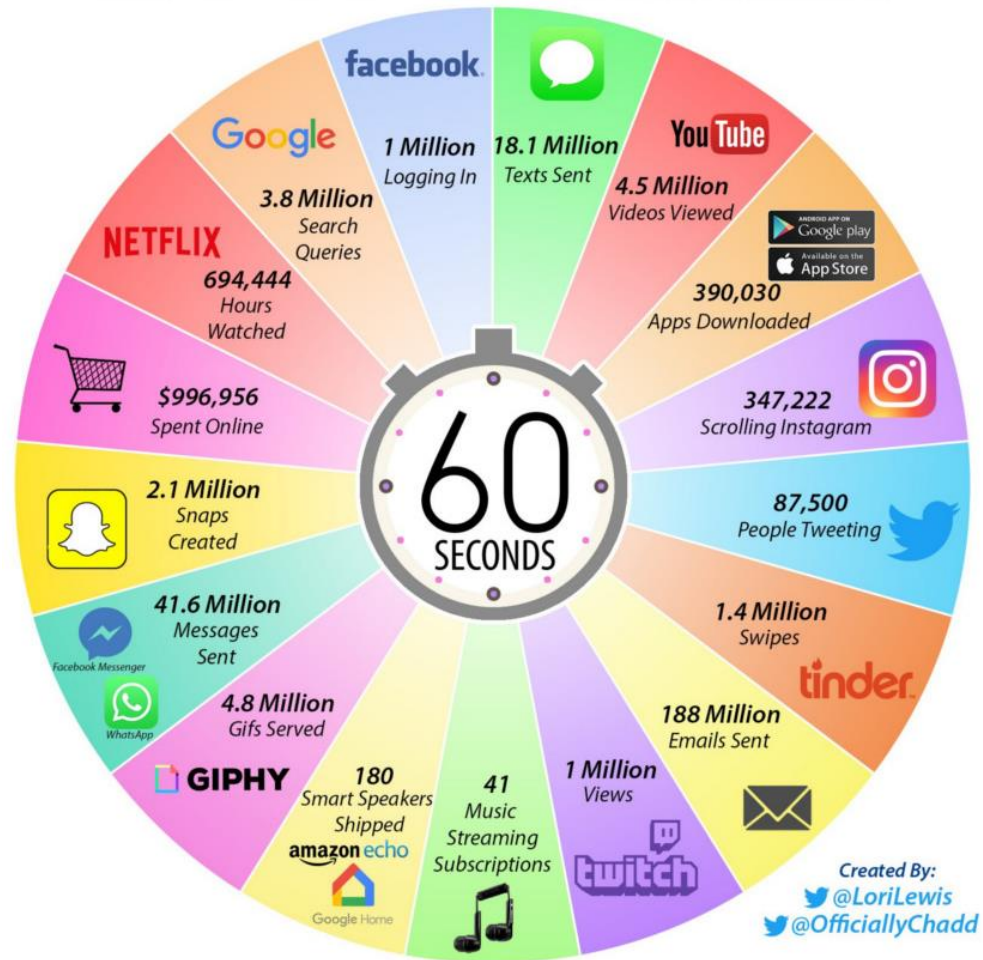 facebook
1 Million
Logging In
18.1 Million
Texts Sent
YouTube
4.5 Million
Videos Viewed
ANDROID APP ON
Google play
Available on the
App Store
390,030
Apps Downloaded
347,222
Scrolling Instagram
87,500
People Tweeting
1.4 Million
Swipes
tinder
188 Million
Emails Sent
1 Million
Views
twitch
41
Music
Streaming
Subscriptions
180
Smart Speakers
Shipped
amazon echo
Google Home
4.8 Million
Gifs Served
GIPHY
41.6 Million
Messages
Sent
Facebook Messenger
WhatsApp
2.1 Million
Snaps
Created
$996,956
Spent Online
NETFLIX
694,444
Hours
Watched
Google
3.8 Million
Search
Queries
60
SECONDS
Created By:
@LoriLewis
@OfficiallyChadd